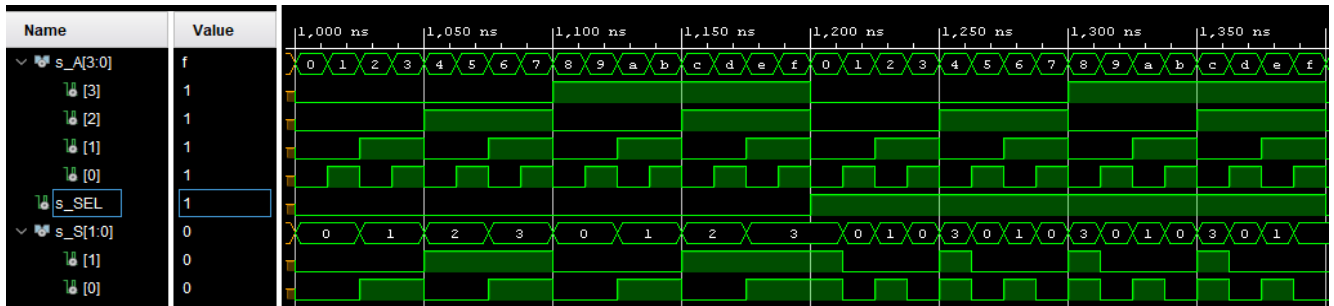 Name Value 1,000 ns 1,050 ns 1,100 ns 1,150 ns 1,200 ns 1,250 ns 1,300 ns 1,350 ns
s_A[3:0] f 0 1 2 3 4 5 6 7 8 9 a b c d e f 0 1 2 3 4 5 6 7 8 9 a b c d e f
[3] 1
[2] 1
[1] 1
[0] 1
s_SEL 1
s_S[1:0] 0 0 1 2 3 0 1 2 3 0 1 0 3 0 1 0 3 0 1 0 3 0 1
[1] 0
[0] 0